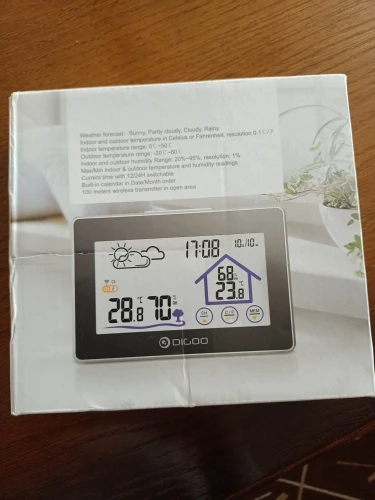 Weather forecast: Sunny, Partly cloudy, Cloudy, Rainy
Indoor and outdoor temperature in Celsius or Fahrenheit, resolution 0.1℃/℉
Indoor temperature range: 0℃~50℃
Outdoor temperature range: -20℃~60℃
Indoor and outdoor humidity Range: 20%~95%, resolution: 1%
Max/Min indoor & outdoor temperature and humidity readings
Current time with 12/24H switchable
Built-in calendar in Date/Month order
100 meters wireless transmitter in open area
17:08 10/10
68%
23.8
28.8℃ 70%
CH C/F MEM
DIGOO